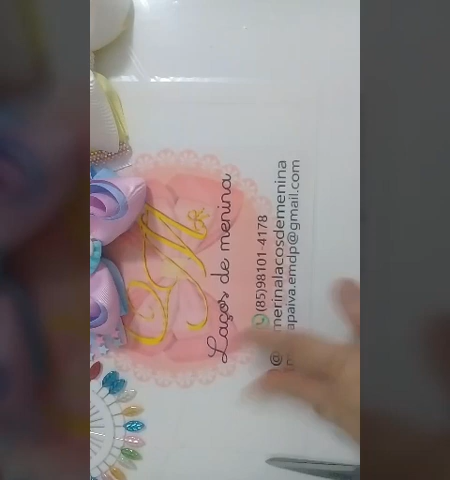 M
Laços de menina
(85)98101-4178
merinalacosdemenina
apaiva.emdp@gmail.com